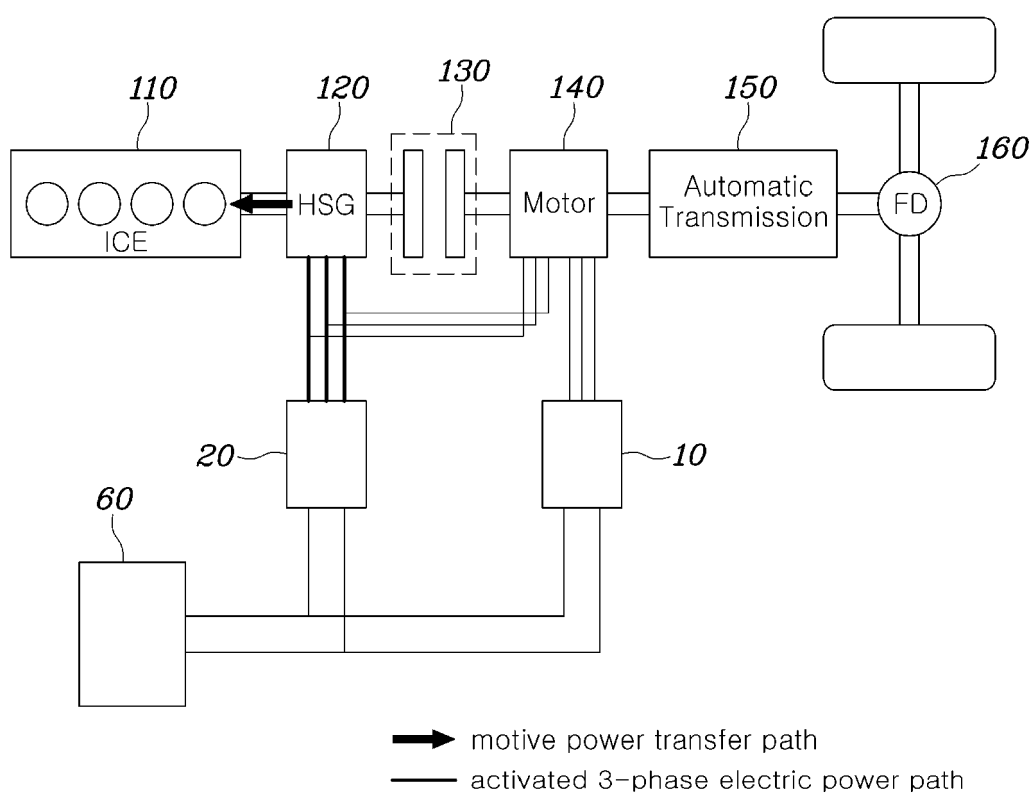 110
120
130
140
150
160
ICE
HSG
Motor
Automatic
Transmission
FD
20
10
60
motive power transfer path
activated 3-phase electric power path